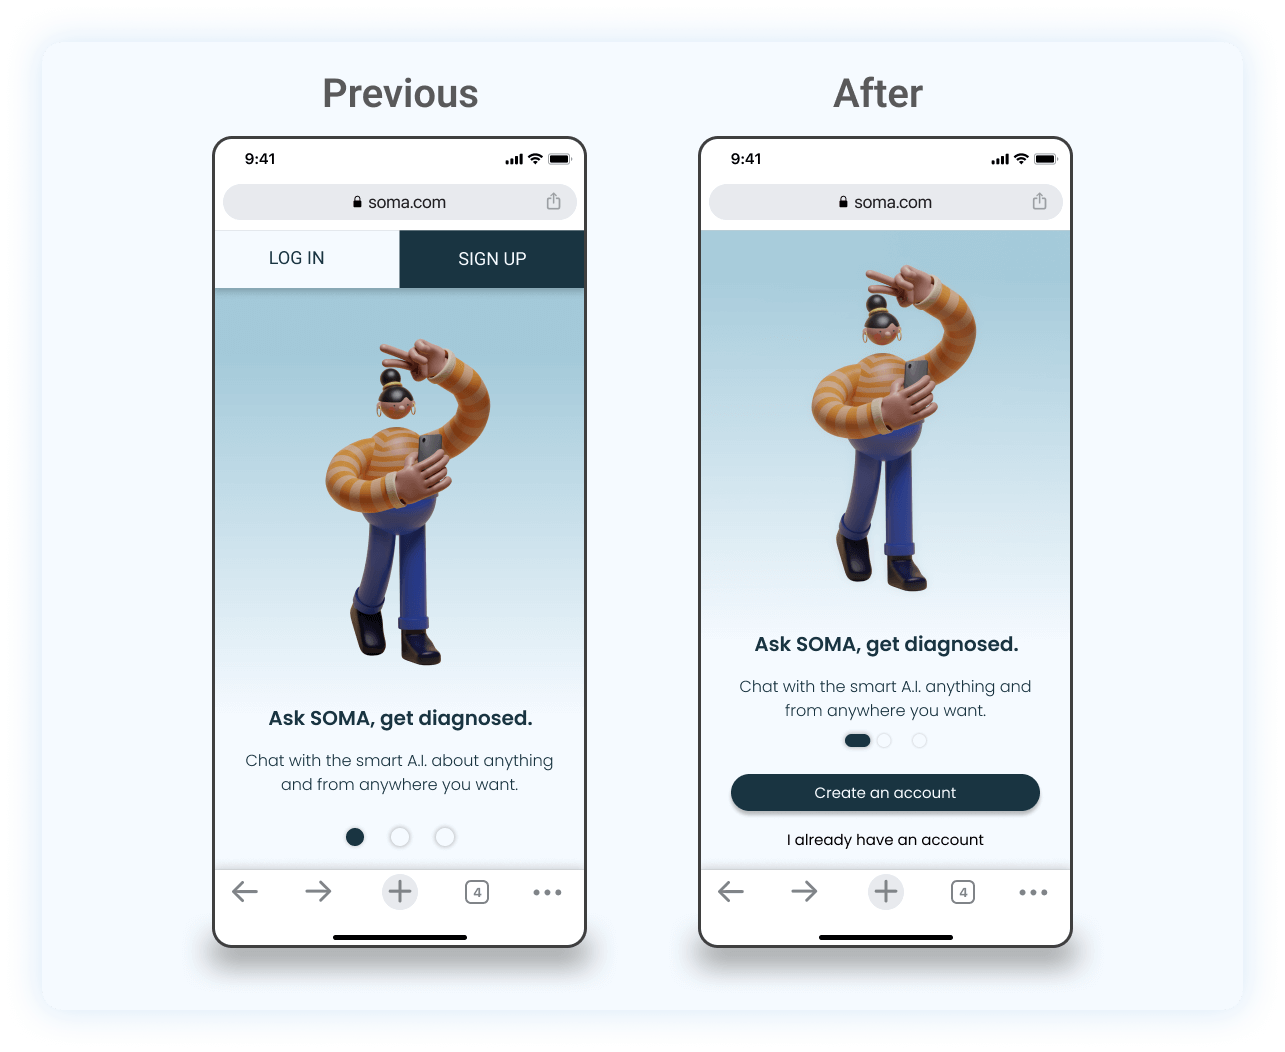 Previous
9:41
soma.com
LOG IN
SIGN UP
Ask SOMA, get diagnosed.
Chat with the smart A.I. about anything
and from anywhere you want.
4
After
9:41
soma.com
Ask SOMA, get diagnosed.
Chat with the smart A.I. anything and
from anywhere you want.
Create an account
I already have an account
4